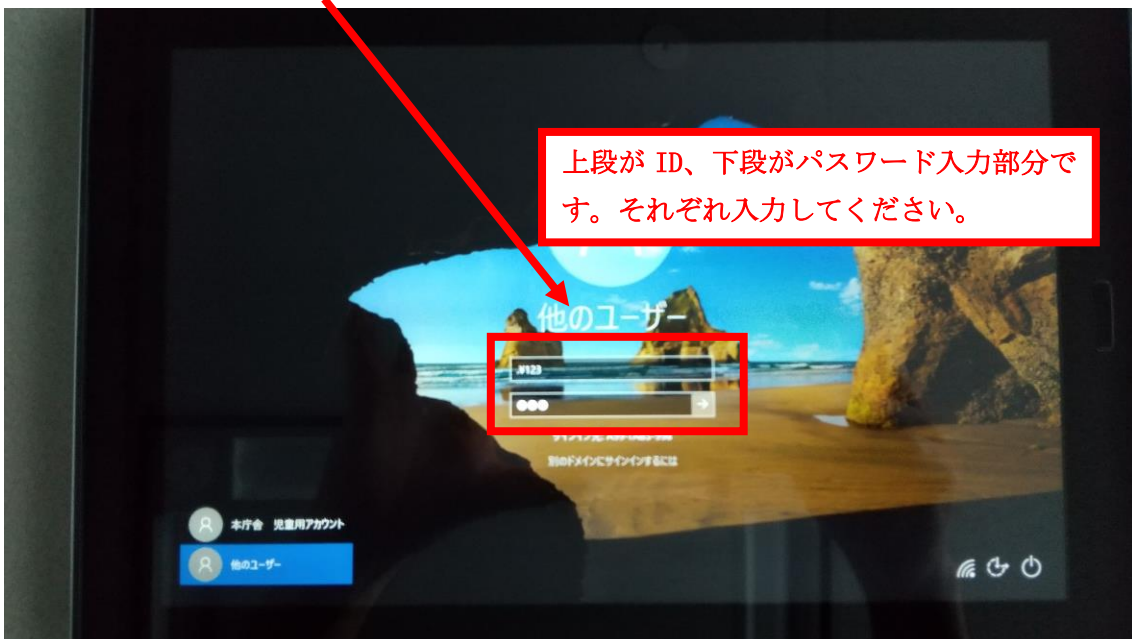 上段が ID、下段がパスワード入力部分で
す。それぞれ入力してください。
他のユーザー
.¥123
別のドメインにサインインするには
本庁舎 児童用アカウント
他のユーザー